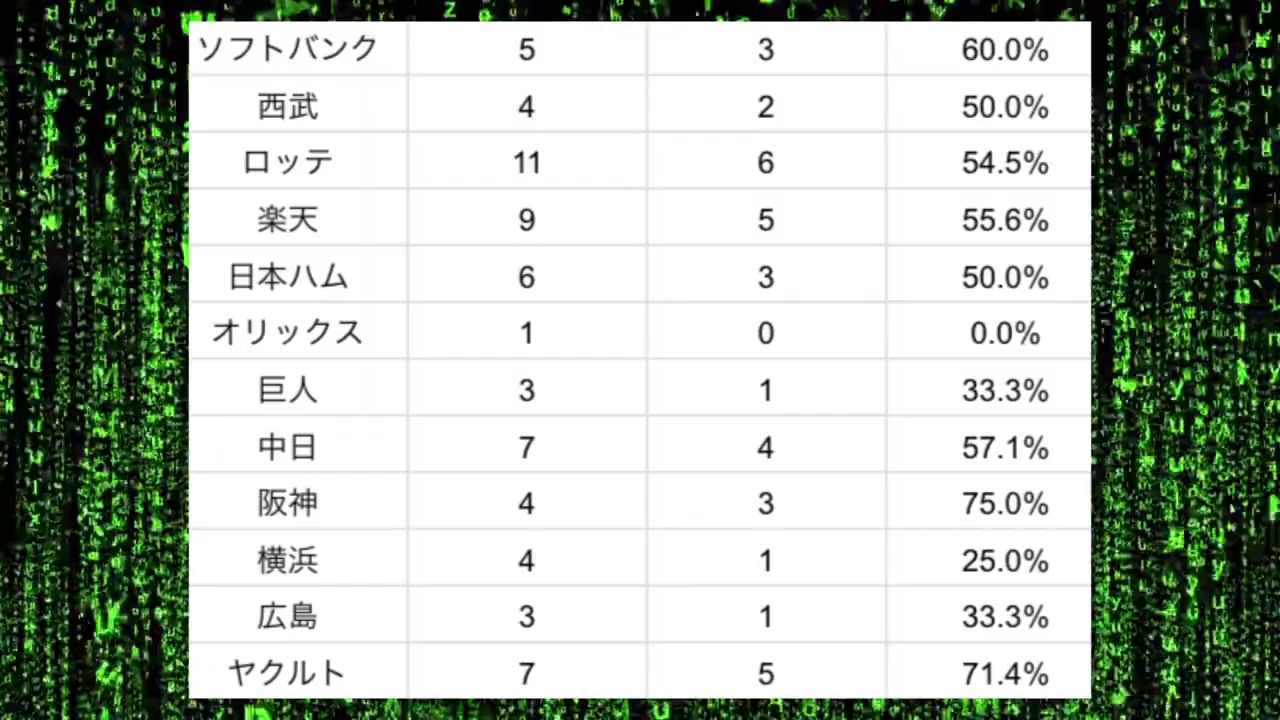 ソフトバンク 5 3 60.0%
西武 4 2 50.0%
ロッテ 11 6 54.5%
楽天 9 5 55.6%
日本ハム 6 3 50.0%
オリックス 1 0 0.0%
巨人 3 1 33.3%
中日 7 4 57.1%
阪神 4 3 75.0%
横浜 4 1 25.0%
広島 3 1 33.3%
ヤクルト 7 5 71.4%